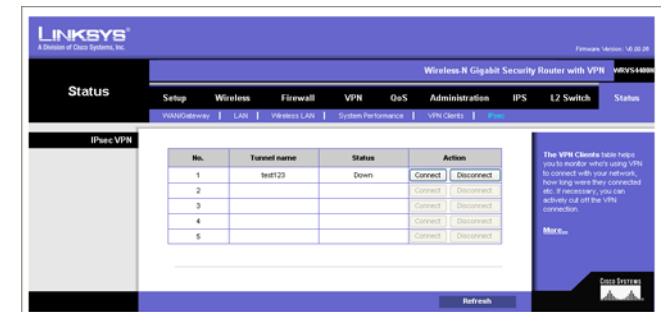 LINKSYS®
A Division of Cisco Systems, Inc.
Firmware Version: V0.00.06
Wireless-N Gigabit Security Router with VPN WRVS4400N
Status
Setup Wireless Firewall VPN QoS Administration IPS L2 Switch Status
WAN/Gateway | LAN | Wireless LAN | System Performance | VPN Clients | IPsec
IPsec VPN
No. Tunnel name Status Action
1 test123 Down Connect Disconnect
2 Connect Disconnect
3 Connect Disconnect
4 Connect Disconnect
5 Connect Disconnect
The VPN Clients table helps
you to monitor who's using VPN
to connect with your network,
how long were they connected
etc. If necessary, you can
actively cut off the VPN
connection.
More...
Refresh
CISCO SYSTEMS